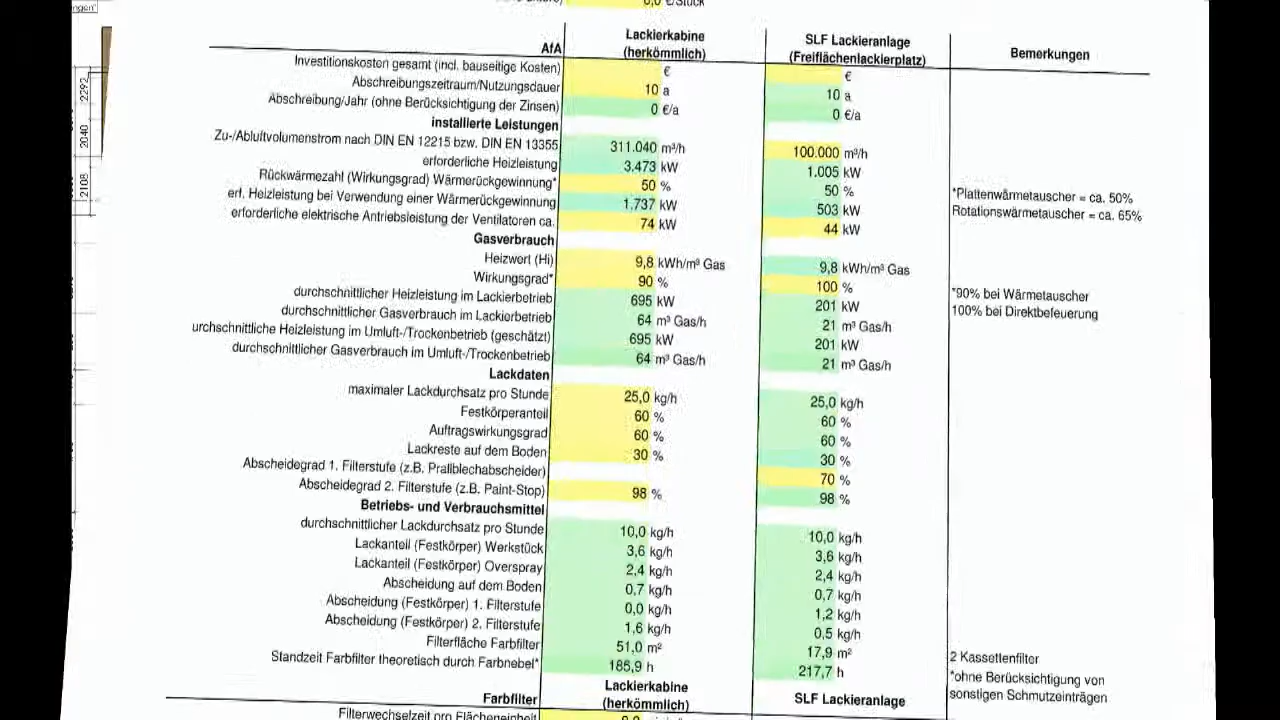 ngen"
0,0 €/Stück
AfA Lackierkabine (herkömmlich) SLF Lackieranlage (Freiflächenlackierplatz) Bemerkungen
Investitionskosten gesamt (incl. bauseitige Kosten) € €
Abschreibungszeitraum/Nutzungsdauer 10 a 10 a
Abschreibung/Jahr (ohne Berücksichtigung der Zinsen) 0 €/a 0 €/a
installierte Leistungen
Zu-/Abluftvolumenstrom nach DIN EN 12215 bzw. DIN EN 13355 311.040 m³/h 100.000 m³/h
erforderliche Heizleistung 3.473 kW 1.005 kW
Rückwärmezahl (Wirkungsgrad) Wärmerückgewinnung* 50 % 50 % *Plattenwärmetauscher = ca. 50%
erf. Heizleistung bei Verwendung einer Wärmerückgewinnung 1.737 kW 503 kW Rotationswärmetauscher = ca. 65%
erforderliche elektrische Antriebsleistung der Ventilatoren ca. 74 kW 44 kW
Gasverbrauch
Heizwert (Hi) 9,8 kWh/m³ Gas 9,8 kWh/m³ Gas
Wirkungsgrad* 90 % 100 % *90% bei Wärmetauscher
durchschnittlicher Heizleistung im Lackierbetrieb 695 kW 201 kW 100% bei Direktbefeuerung
durchschnittlicher Gasverbrauch im Lackierbetrieb 64 m³ Gas/h 21 m³ Gas/h
urchschnittliche Heizleistung im Umluft-/Trockenbetrieb (geschätzt) 695 kW 201 kW
durchschnittlicher Gasverbrauch im Umluft-/Trockenbetrieb 64 m³ Gas/h 21 m³ Gas/h
Lackdaten
maximaler Lackdurchsatz pro Stunde 25,0 kg/h 25,0 kg/h
Festkörperanteil 60 % 60 %
Auftragswirkungsgrad 60 % 60 %
Lackreste auf dem Boden 30 % 30 %
Abscheidegrad 1. Filterstufe (z.B. Prallblechabscheider) 70 %
Abscheidegrad 2. Filterstufe (z.B. Paint-Stop) 98 % 98 %
Betriebs- und Verbrauchsmittel
durchschnittlicher Lackdurchsatz pro Stunde 10,0 kg/h 10,0 kg/h
Lackanteil (Festkörper) Werkstück 3,6 kg/h 3,6 kg/h
Lackanteil (Festkörper) Overspray 2,4 kg/h 2,4 kg/h
Abscheidung auf dem Boden 0,7 kg/h 0,7 kg/h
Abscheidung (Festkörper) 1. Filterstufe 0,0 kg/h 1,2 kg/h
Abscheidung (Festkörper) 2. Filterstufe 1,6 kg/h 0,5 kg/h
Filterfläche Farbfilter 51,0 m² 17,9 m² 2 Kassettenfilter
Standzeit Farbfilter theoretisch durch Farbnebel* 185,9 h 217,7 h *ohne Berücksichtigung von sonstigen Schmutzeinträgen
Farbfilter Lackierkabine (herkömmlich) SLF Lackieranlage
Filterwechselzeit pro Flächeneinheit
2292
2040
2108